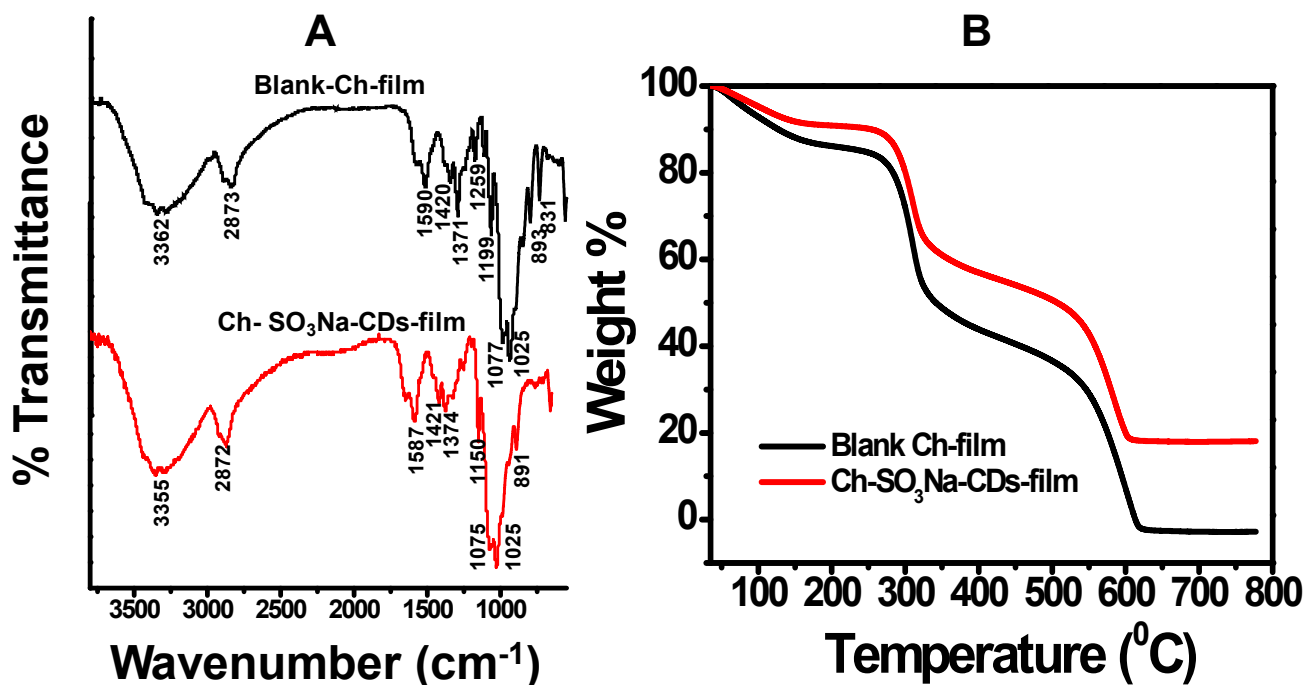 A
% Transmittance
Blank-Ch-film
3362
2873
1590
1420
1371
1259
1199
1077
1025
893
831
Ch- SO₃Na-CDs-film
3355
2872
1587
1421
1374
1150
1075
1025
891
3500 3000 2500 2000 1500 1000
Wavenumber (cm⁻¹)
B
Weight %
100
80
60
40
20
0
Blank Ch-film
Ch-SO₃Na-CDs-film
100 200 300 400 500 600 700 800
Temperature (⁰C)